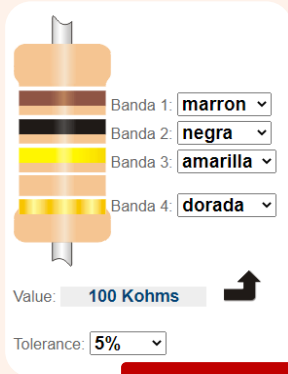 Banda 1: marron
Banda 2: negra
Banda 3: amarilla
Banda 4: dorada
Value: 100 Kohms
Tolerance: 5%